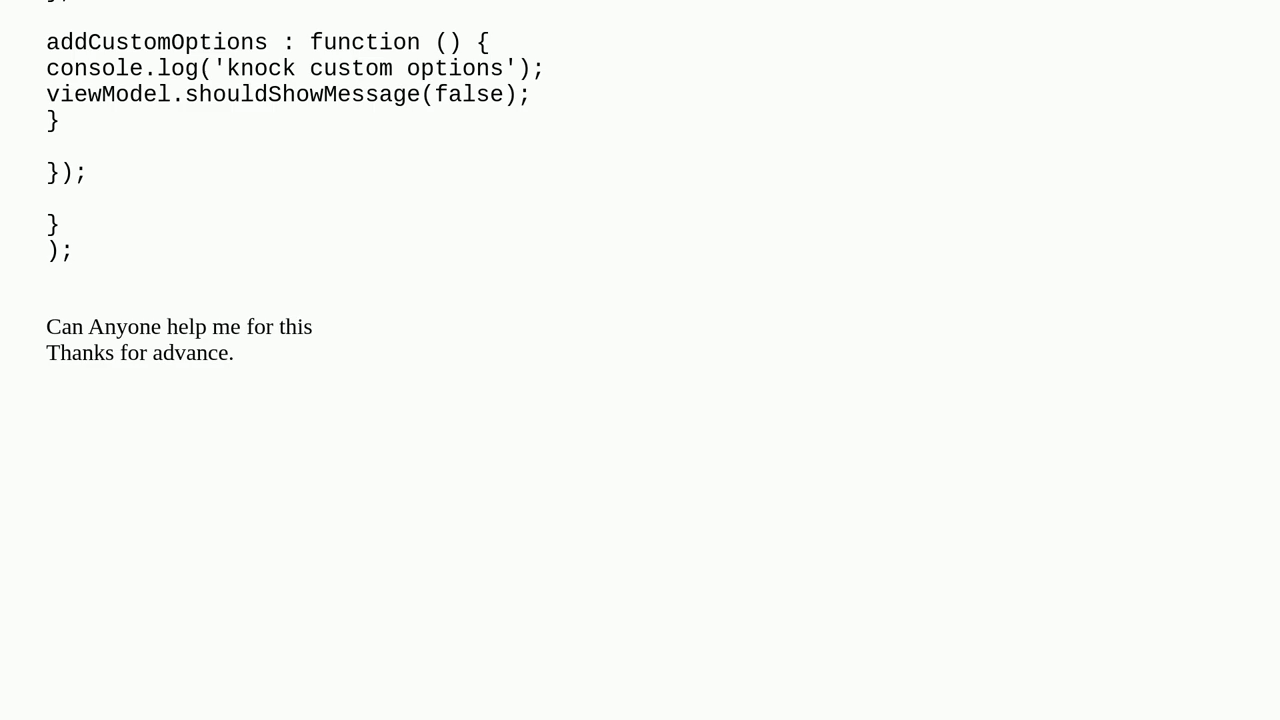 addCustomOptions : function () {
console.log('knock custom options');
viewModel.shouldShowMessage(false);
}
});
}
);
Can Anyone help me for this
Thanks for advance.